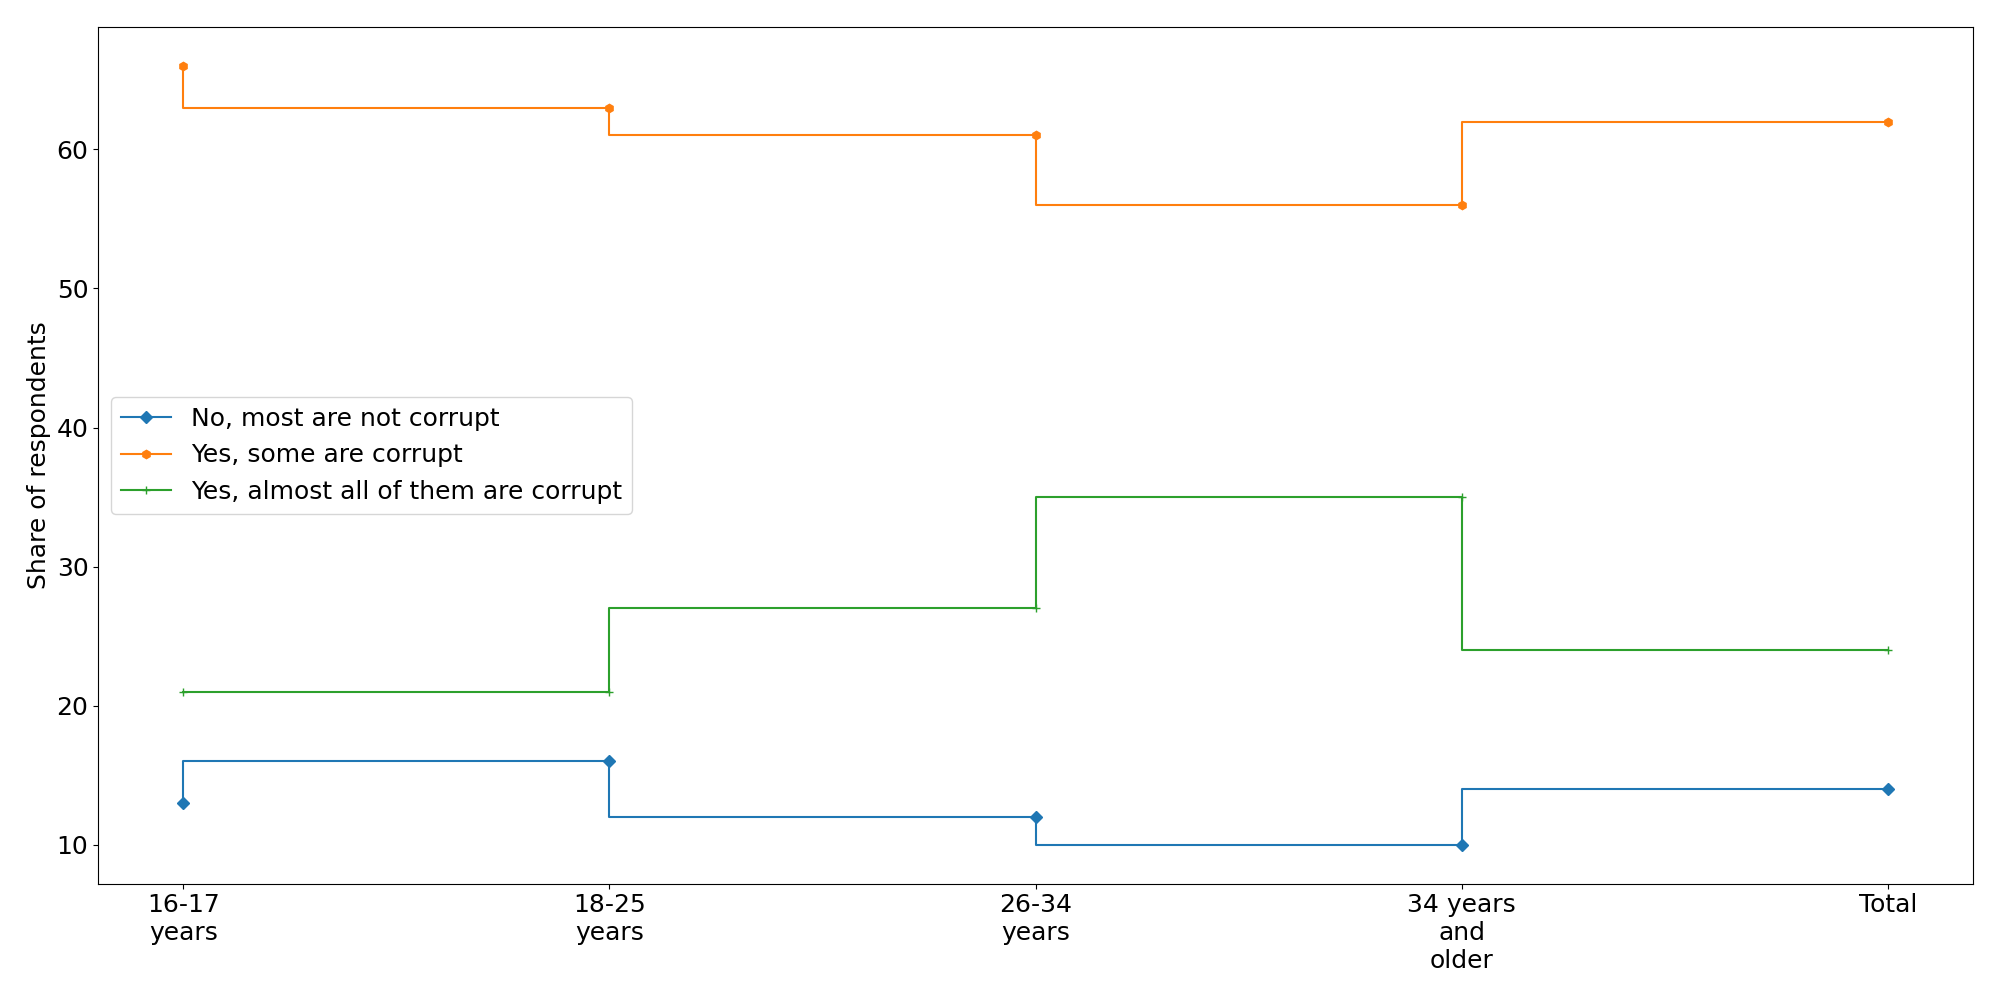 Share of respondents
60
50
40
30
20
10
No, most are not corrupt
Yes, some are corrupt
Yes, almost all of them are corrupt
16-17
years
18-25
years
26-34
years
34 years
and
older
Total